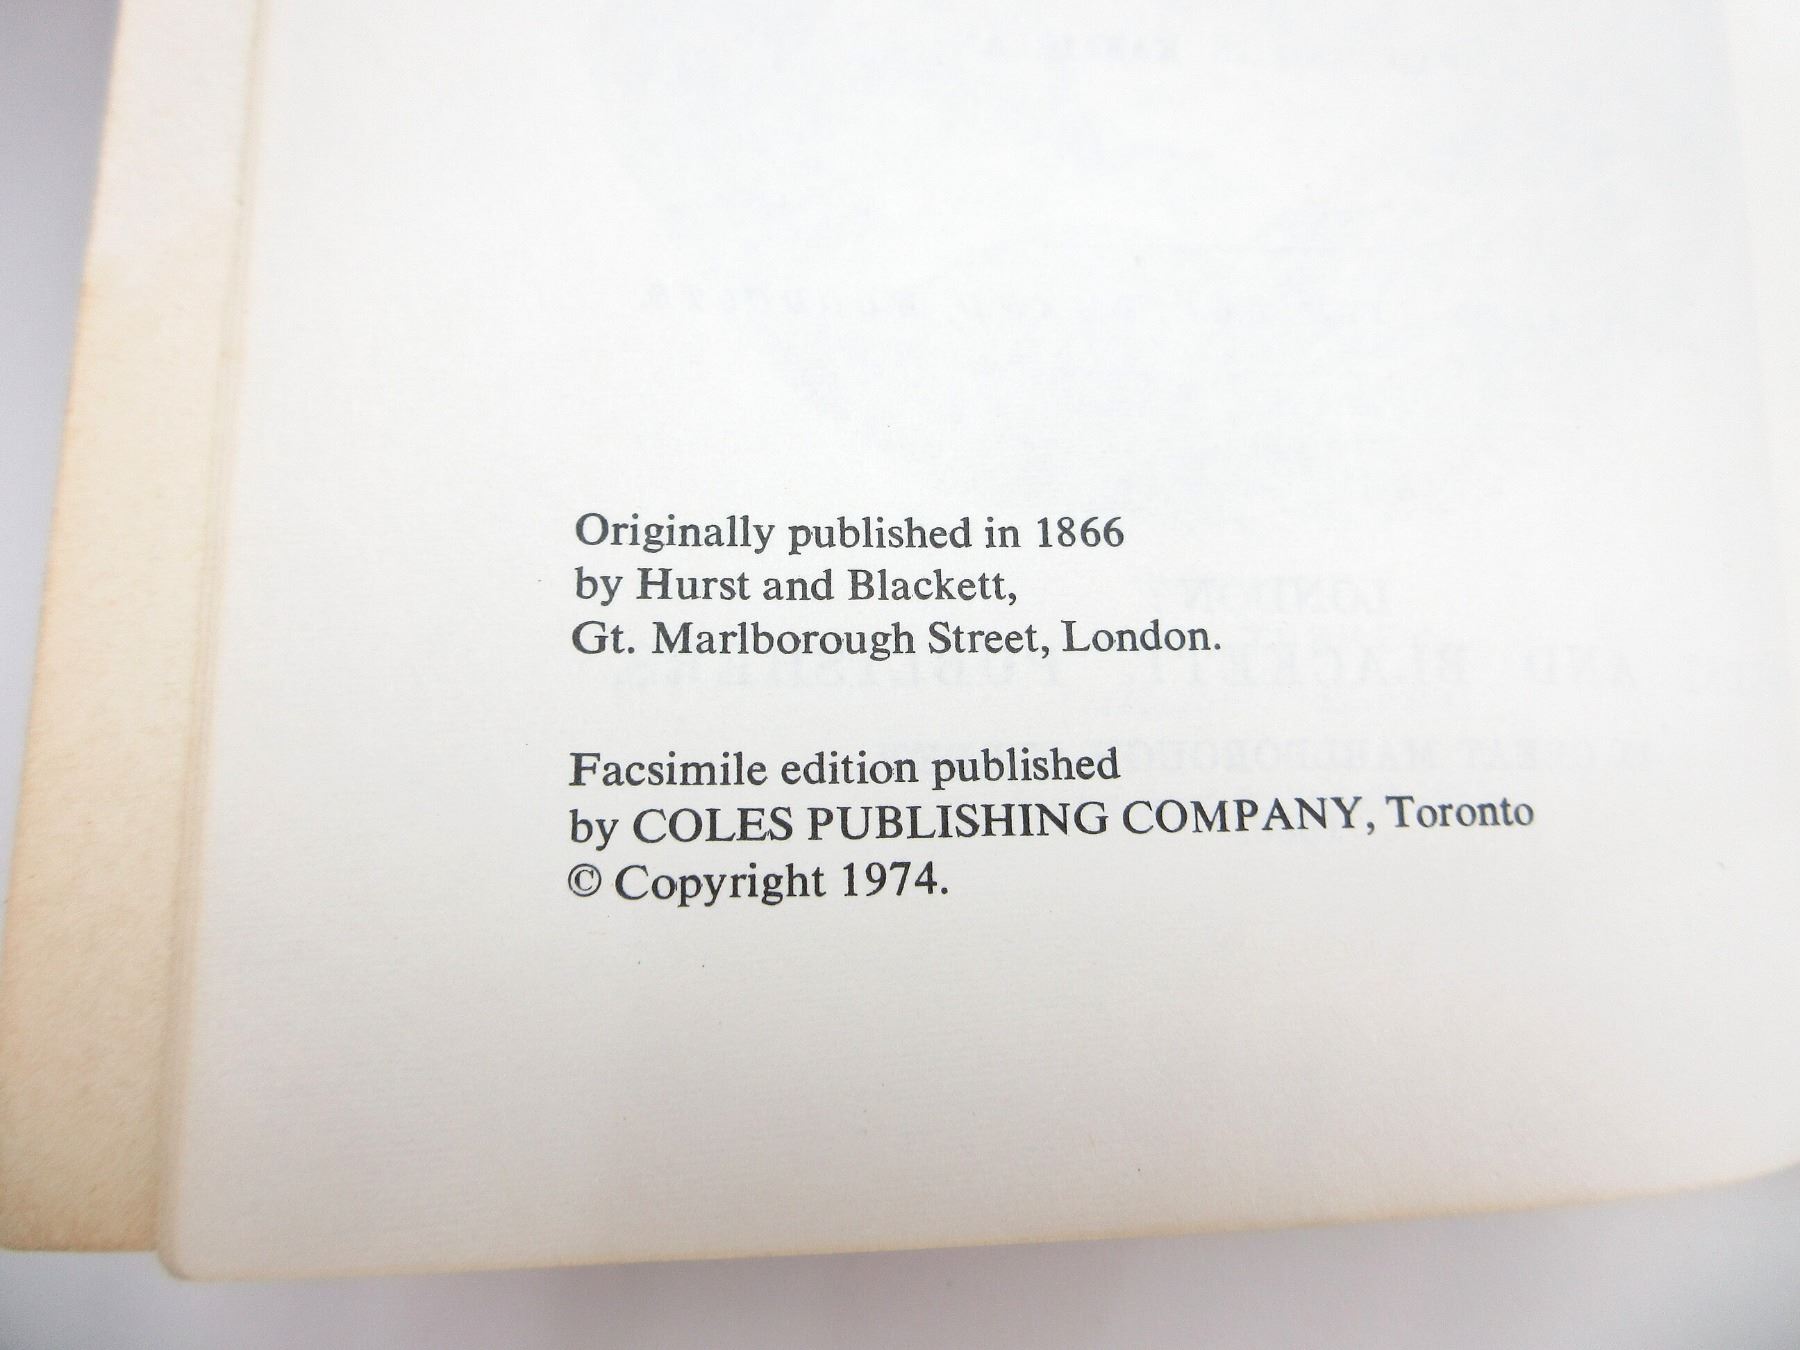 Originally published in 1866
by Hurst and Blackett,
Gt. Marlborough Street, London.
Facsimile edition published
by COLES PUBLISHING COMPANY, Toronto
© Copyright 1974.